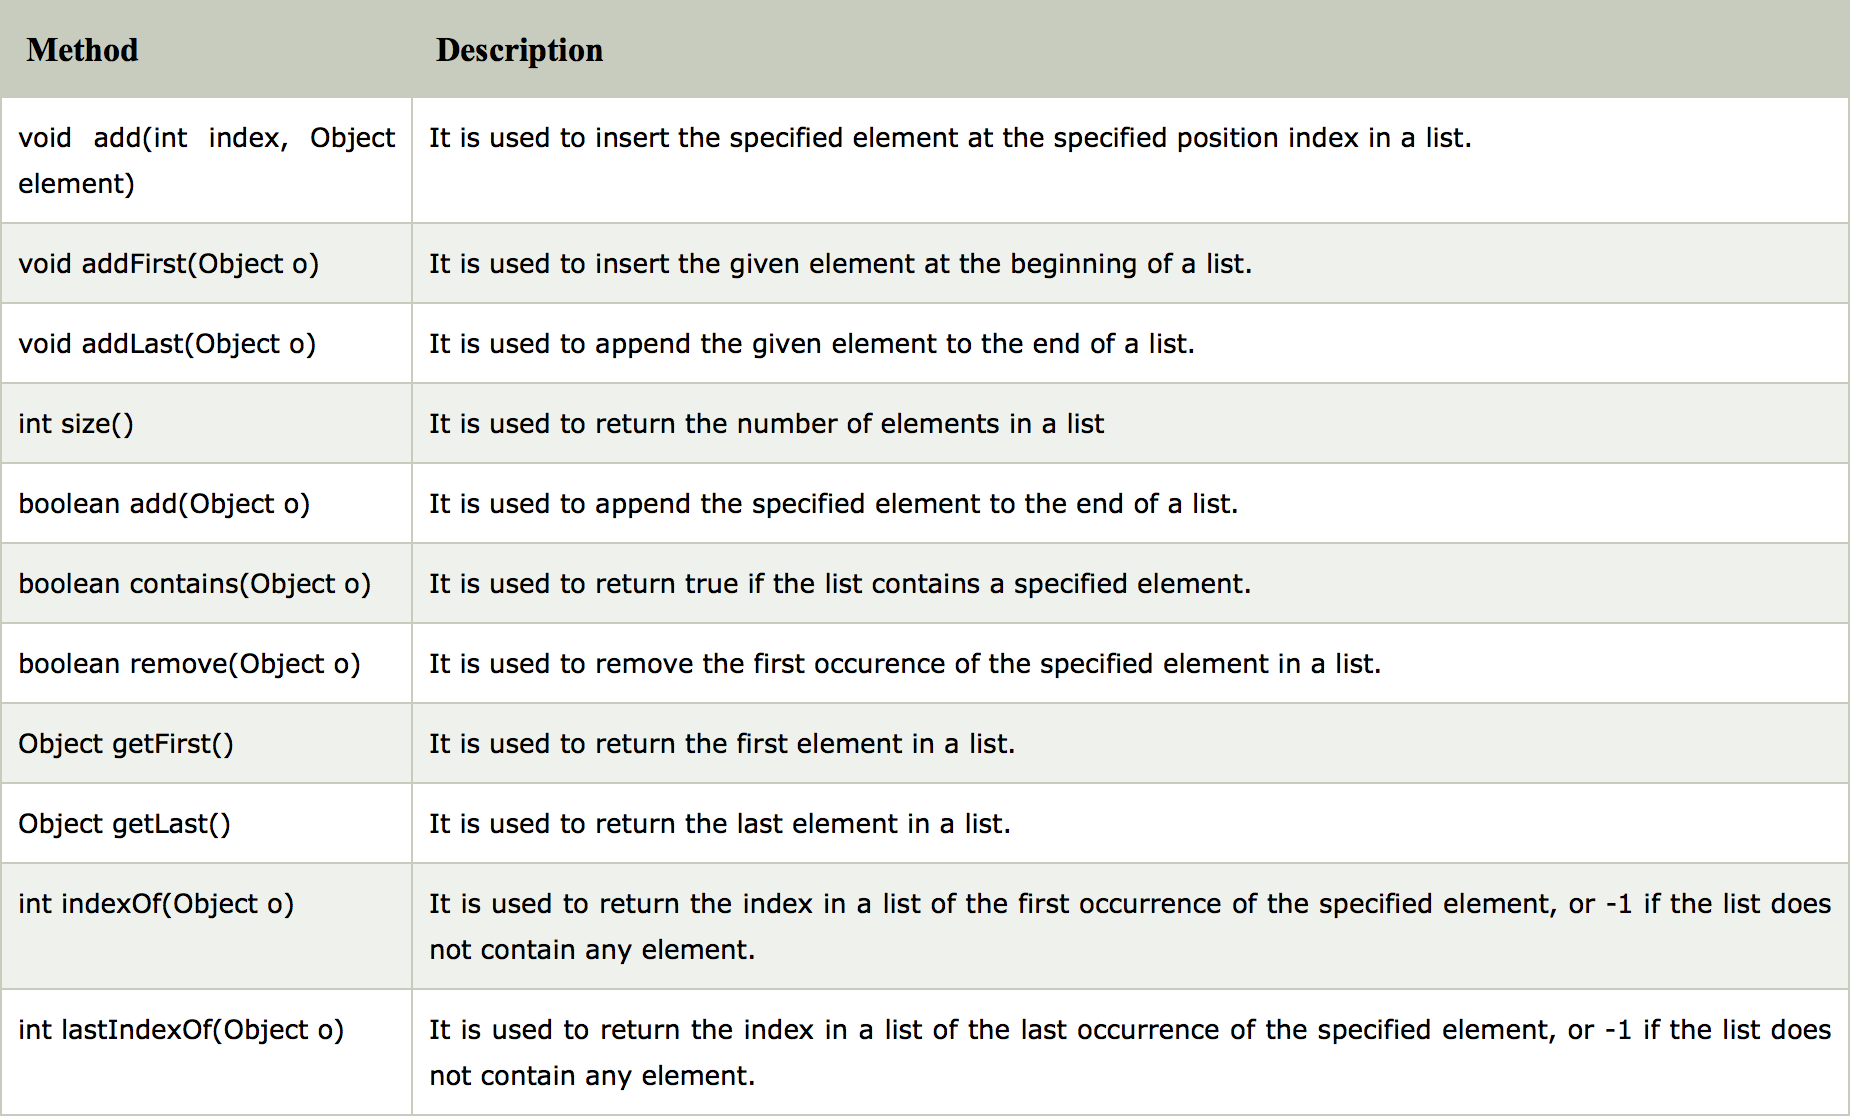 Method Description
void add(int index, Object element) It is used to insert the specified element at the specified position index in a list.
void addFirst(Object o) It is used to insert the given element at the beginning of a list.
void addLast(Object o) It is used to append the given element to the end of a list.
int size() It is used to return the number of elements in a list
boolean add(Object o) It is used to append the specified element to the end of a list.
boolean contains(Object o) It is used to return true if the list contains a specified element.
boolean remove(Object o) It is used to remove the first occurence of the specified element in a list.
Object getFirst() It is used to return the first element in a list.
Object getLast() It is used to return the last element in a list.
int indexOf(Object o) It is used to return the index in a list of the first occurrence of the specified element, or -1 if the list does
not contain any element.
int lastIndexOf(Object o) It is used to return the index in a list of the last occurrence of the specified element, or -1 if the list does
not contain any element.